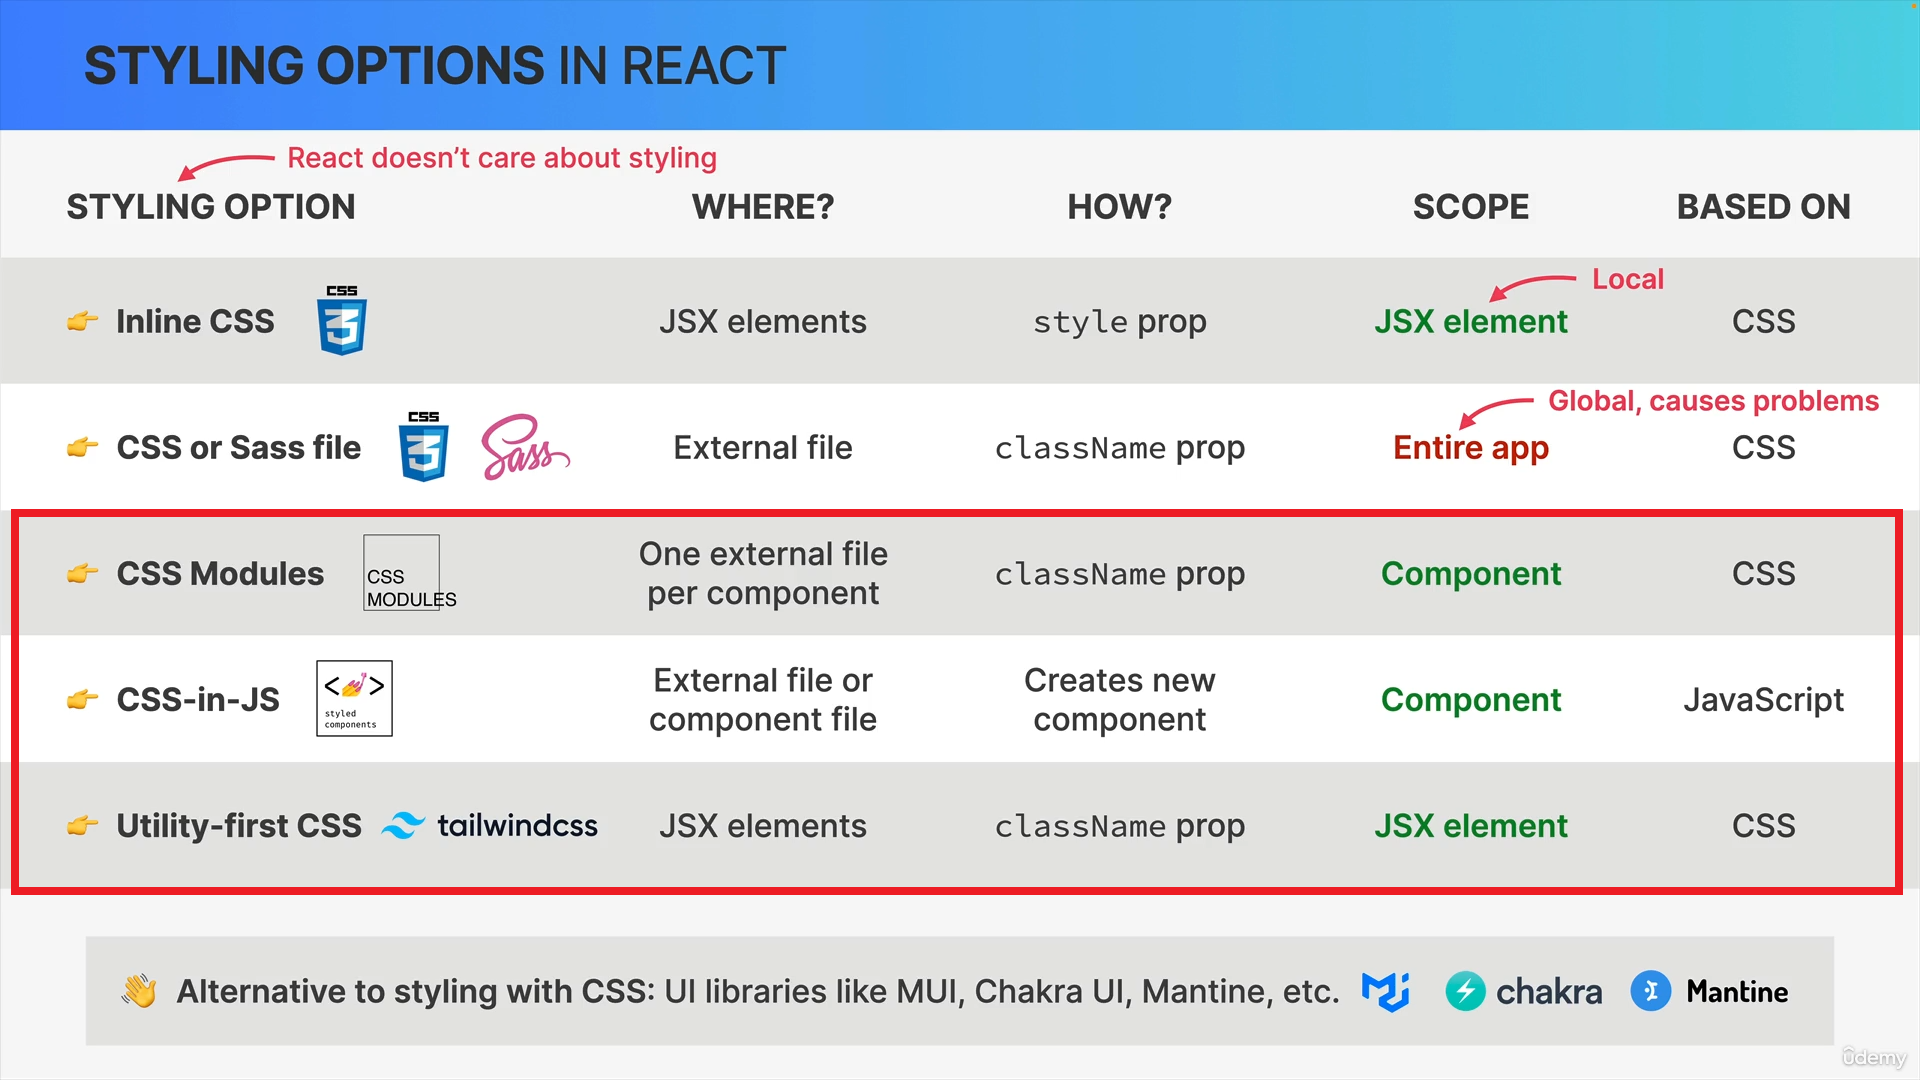 STYLING OPTIONS IN REACT
React doesn’t care about styling
STYLING OPTION WHERE? HOW? SCOPE BASED ON
Local
Inline CSS CSS 3 JSX elements style prop JSX element CSS
Global, causes problems
CSS or Sass file CSS 3 Sass External file className prop Entire app CSS
CSS Modules CSS MODULES One external file per component className prop Component CSS
CSS-in-JS < > styled components External file or component file Creates new component Component JavaScript
Utility-first CSS tailwindcss JSX elements className prop JSX element CSS
Alternative to styling with CSS: UI libraries like MUI, Chakra UI, Mantine, etc. chakra Mantine
ûdemy